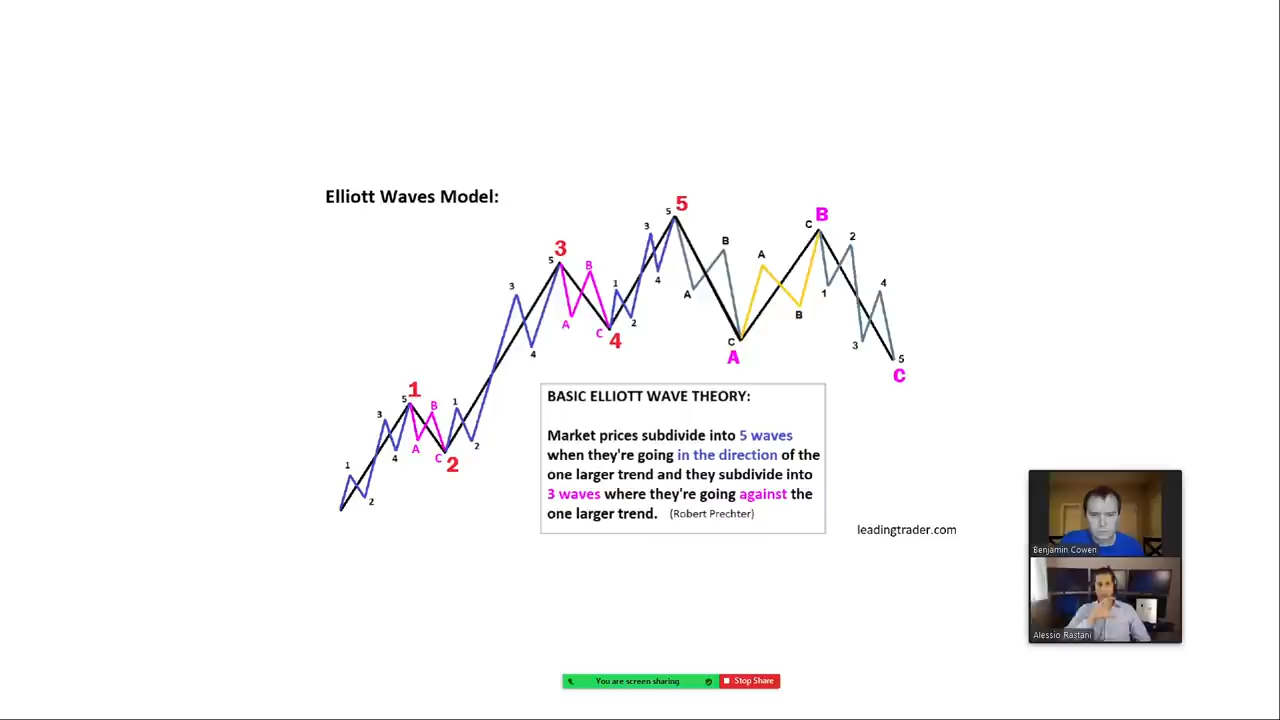 Elliott Waves Model:
5
5
B
C
3
2
3
B
A
5
B
3
1
4
4
A
B
A
C
4
2
1
3
A
C
4
C
A
5
1
C
5
B
1
3
A
4
2
C
2
1
2
BASIC ELLIOTT WAVE THEORY:
Market prices subdivide into 5 waves
when they're going in the direction of the
one larger trend and they subdivide into
3 waves where they're going against the
one larger trend. (Robert Prechter)
leadingtrader.com
Benjamin Cowen
Alessio Rastani
You are screen sharing
Stop Share